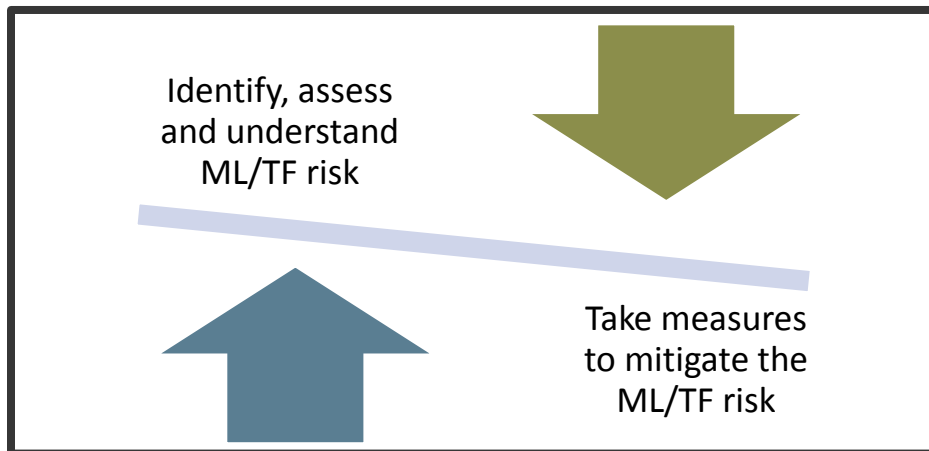 Identify, assess
and understand
ML/TF risk
Take measures
to mitigate the
ML/TF risk